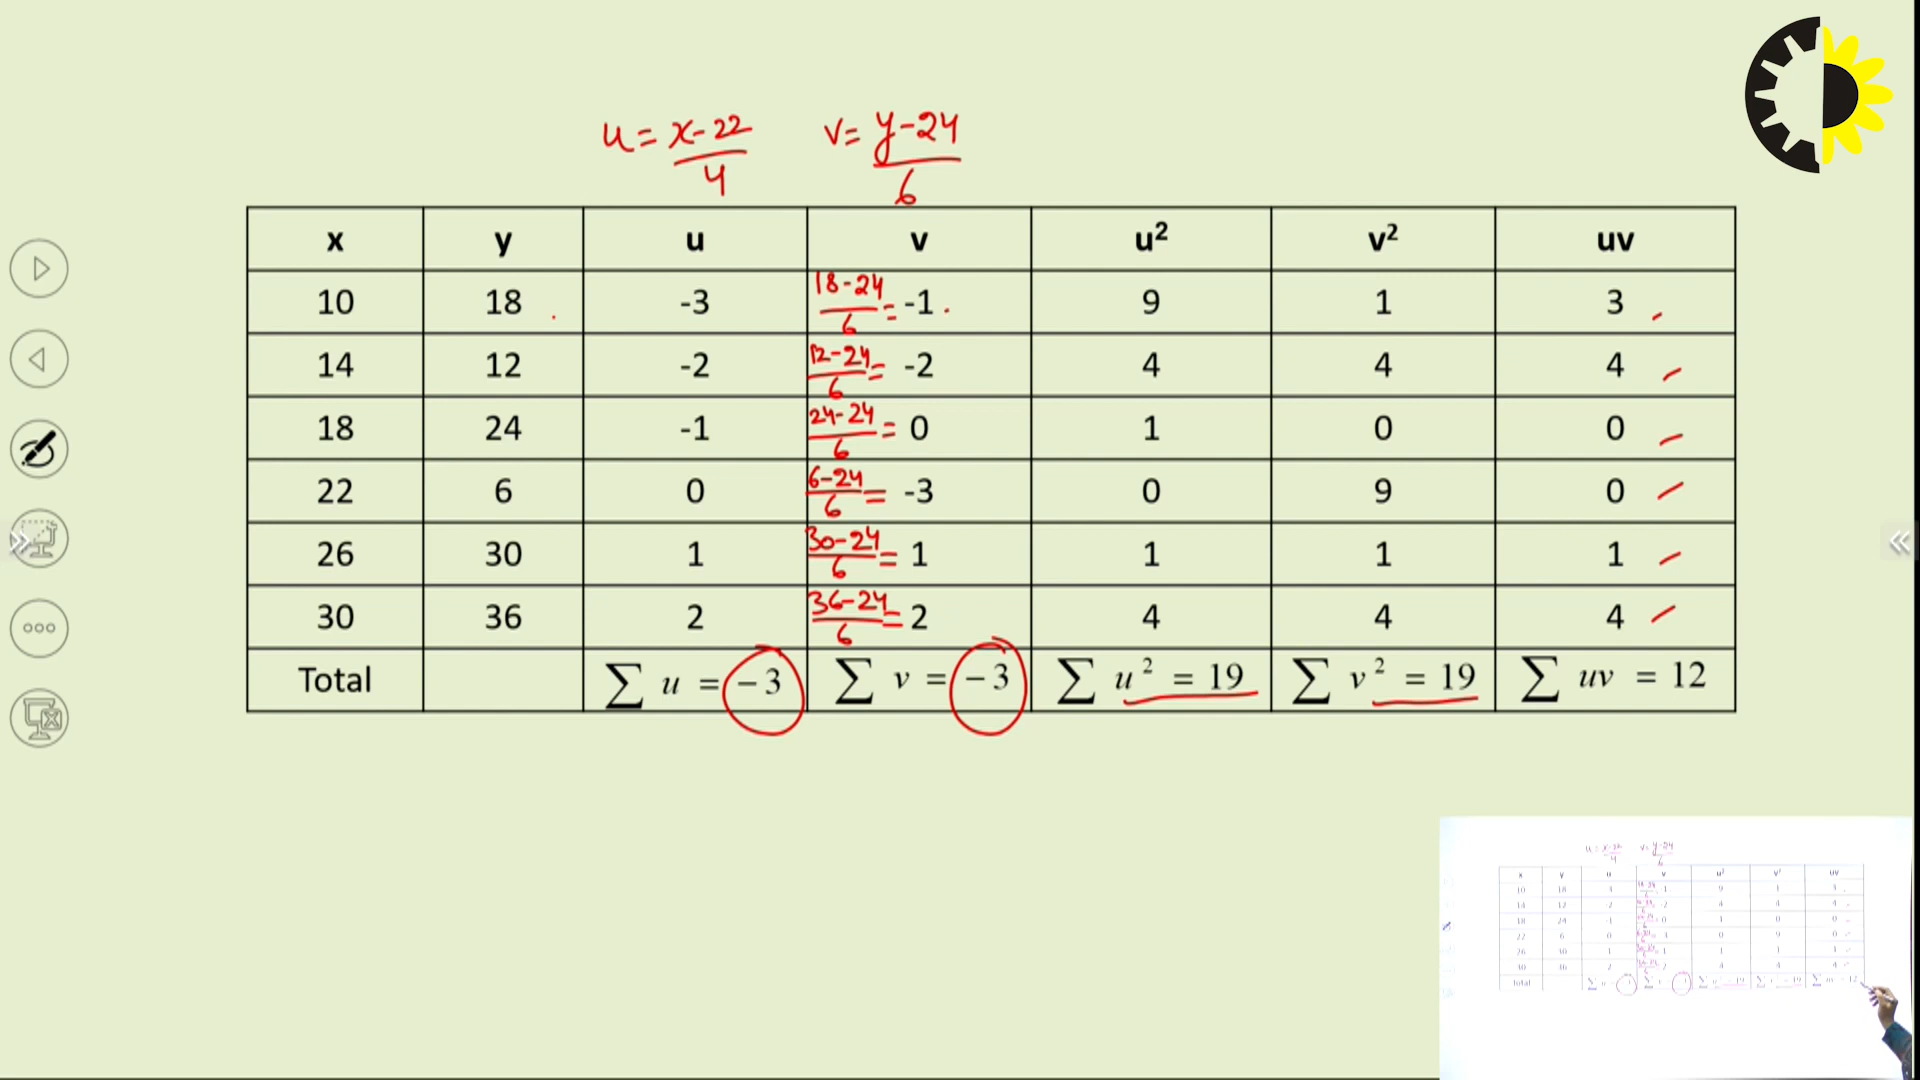 u = x-22/4 v = y-24/6
x y u v u² v² uv
10 18 -3 18-24/6 = -1 9 1 3
14 12 -2 12-24/6 = -2 4 4 4
18 24 -1 24-24/6 = 0 1 0 0
22 6 0 6-24/6 = -3 0 9 0
26 30 1 30-24/6 = 1 1 1 1
30 36 2 36-24/6 = 2 4 4 4
Total ∑ u = -3 ∑ v = -3 ∑ u² = 19 ∑ v² = 19 ∑ uv = 12